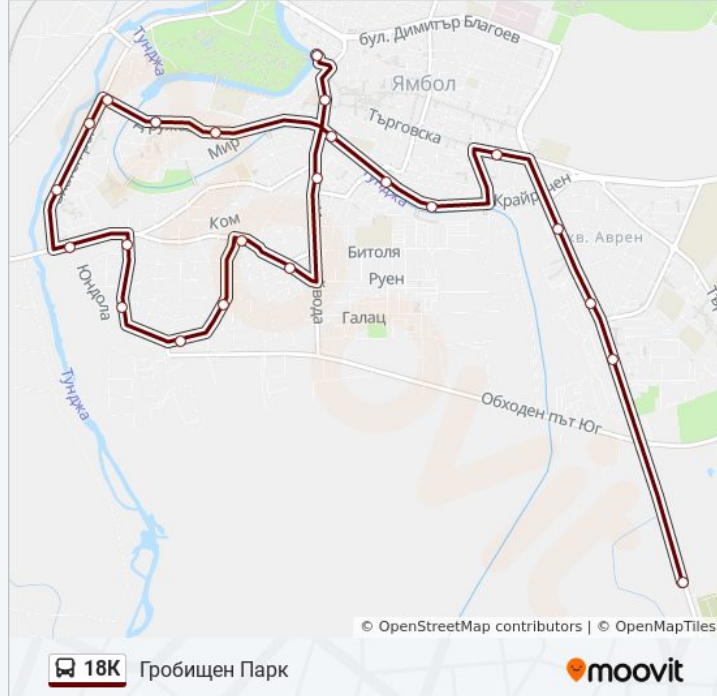 Тунджа
бул. Димитър Благоев
Ямбол
Търговска
Мир
Тунджа
Крайречен
Ком
кв. Аврен
Битоля
Юндола
Руен
Галац
Тунджа
Обходен път Юг
© OpenStreetMap contributors | © OpenMapTiles
18К Гробищен Парк
moovit